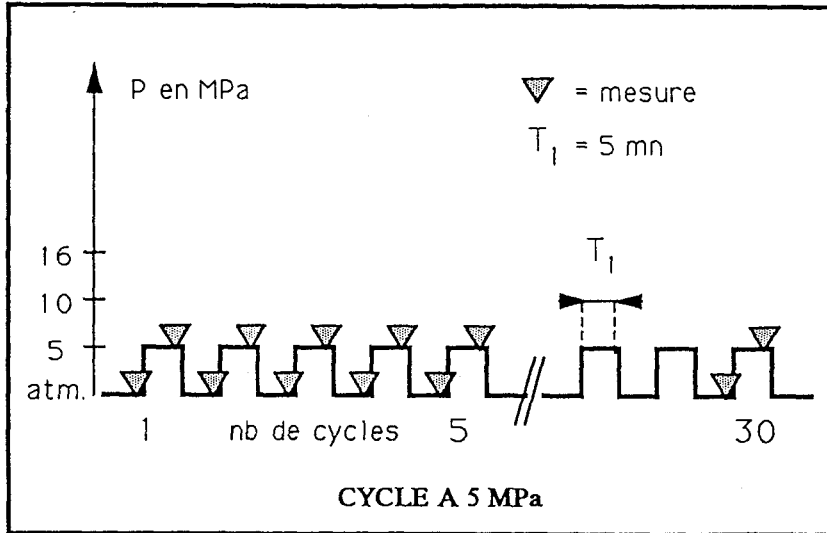 P en MPa
= mesure
T1 = 5 mn
16
T1
10
5
atm.
1 nb de cycles 5 30
CYCLE A 5 MPa